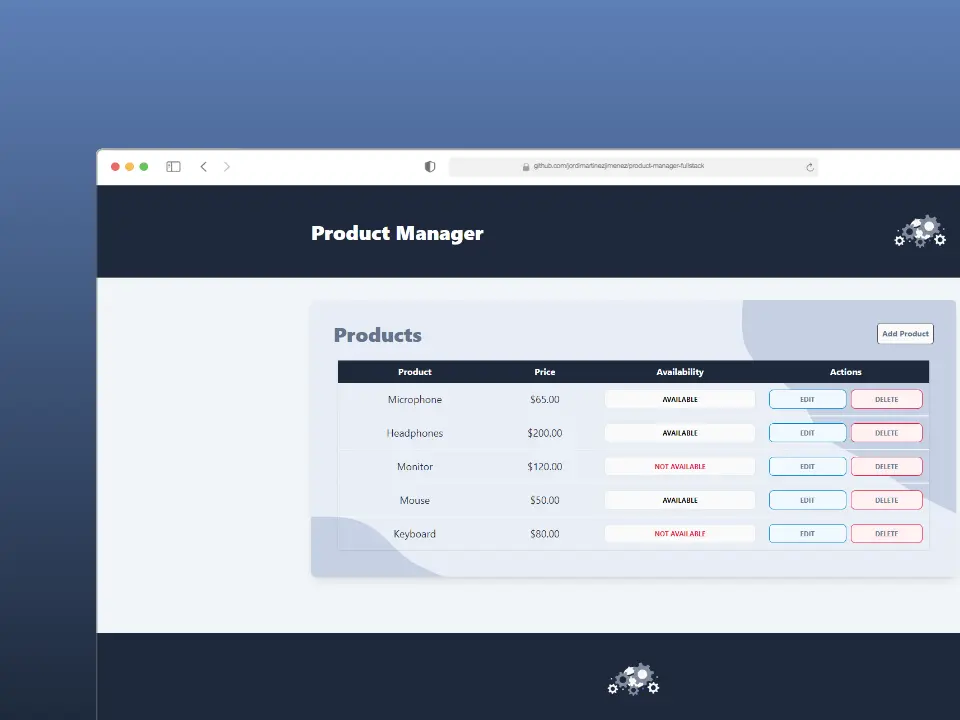 github.com/jordimartinezjimenez/product-manager-fullstack
Product Manager
Products
Add Product
Product Price Availability Actions
Microphone $65.00 AVAILABLE EDIT DELETE
Headphones $200.00 AVAILABLE EDIT DELETE
Monitor $120.00 NOT AVAILABLE EDIT DELETE
Mouse $50.00 AVAILABLE EDIT DELETE
Keyboard $80.00 NOT AVAILABLE EDIT DELETE